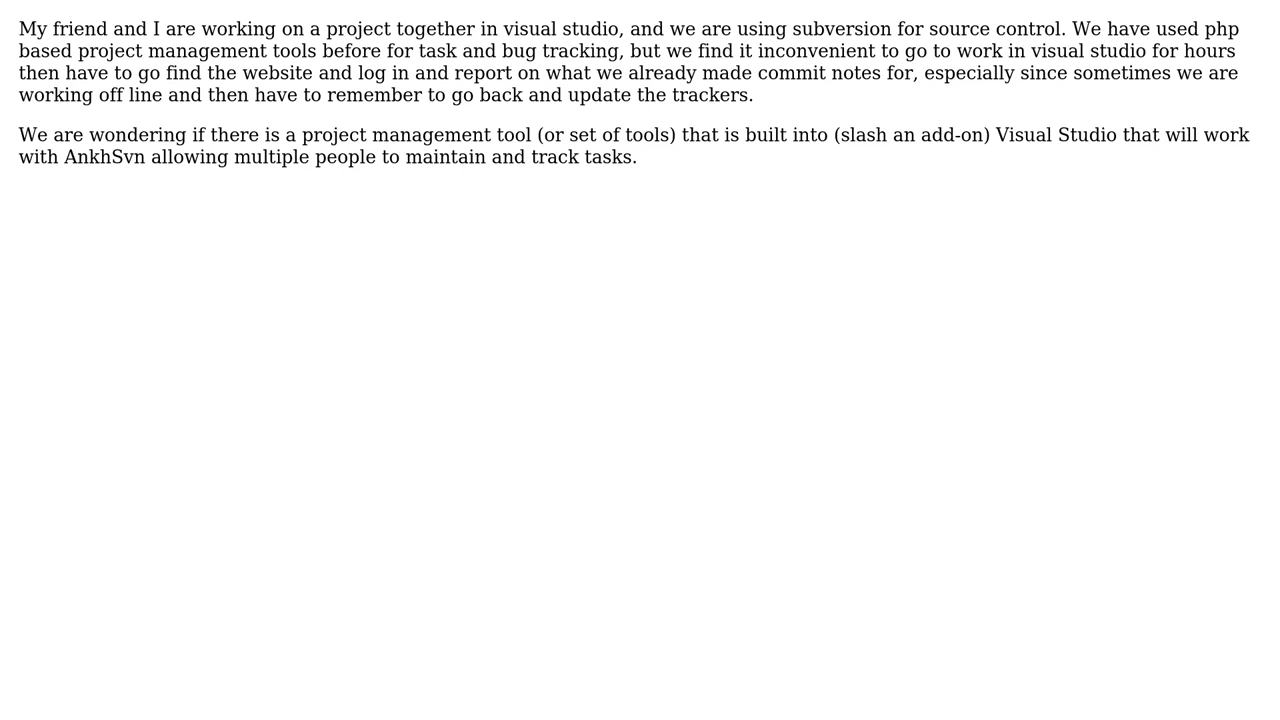 My friend and I are working on a project together in visual studio, and we are using subversion for source control. We have used php
based project management tools before for task and bug tracking, but we find it inconvenient to go to work in visual studio for hours
then have to go find the website and log in and report on what we already made commit notes for, especially since sometimes we are
working off line and then have to remember to go back and update the trackers.
We are wondering if there is a project management tool (or set of tools) that is built into (slash an add-on) Visual Studio that will work
with AnkhSvn allowing multiple people to maintain and track tasks.